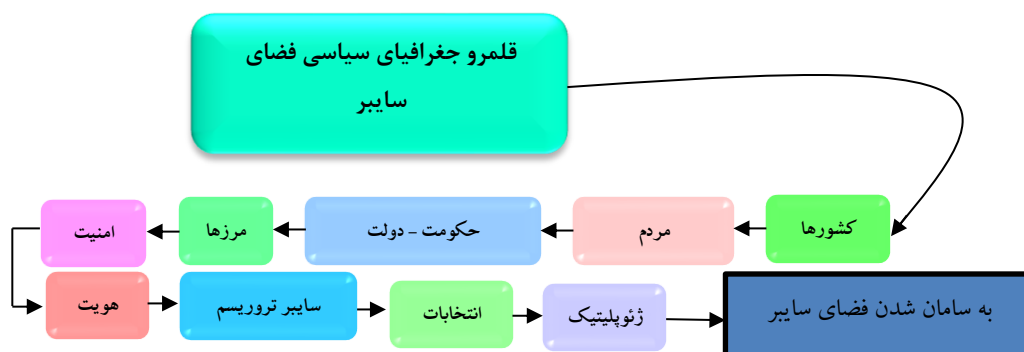 قلمرو جغرافیای سیاسی فضای
سایبر
کشورها
مردم
حکومت - دولت
مرزها
امنیت
هویت
سایبر تروریسم
انتخابات
ژئوپلیتیک
به سامان شدن فضای سایبر